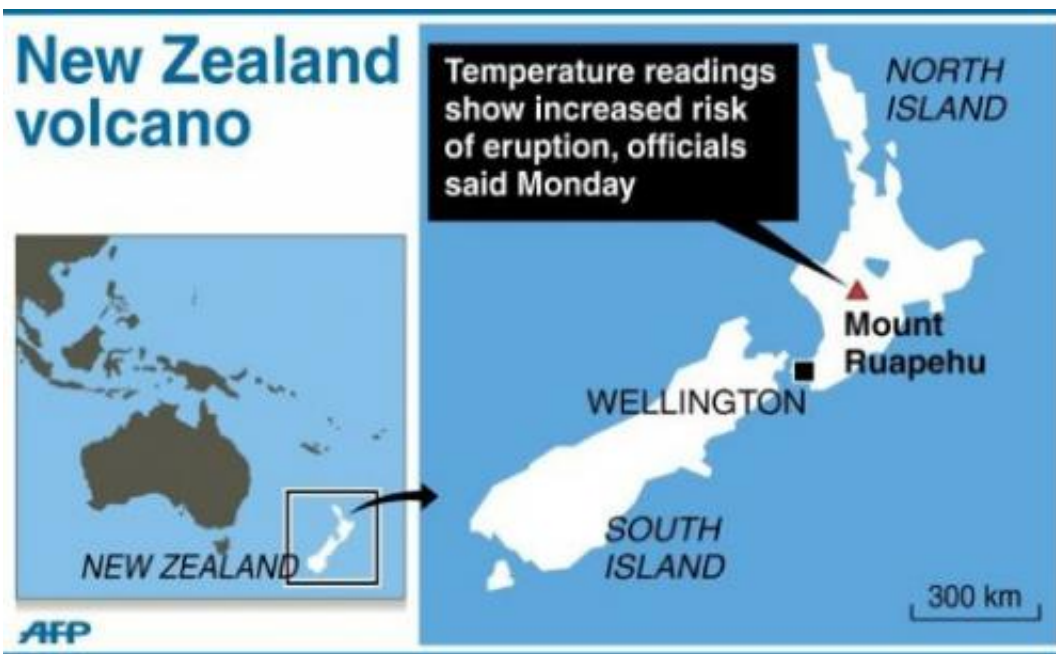 New Zealand
volcano
Temperature readings
show increased risk
of eruption, officials
said Monday
NORTH
ISLAND
Mount
Ruapehu
WELLINGTON
SOUTH
ISLAND
300 km
NEW ZEALAND
AFP